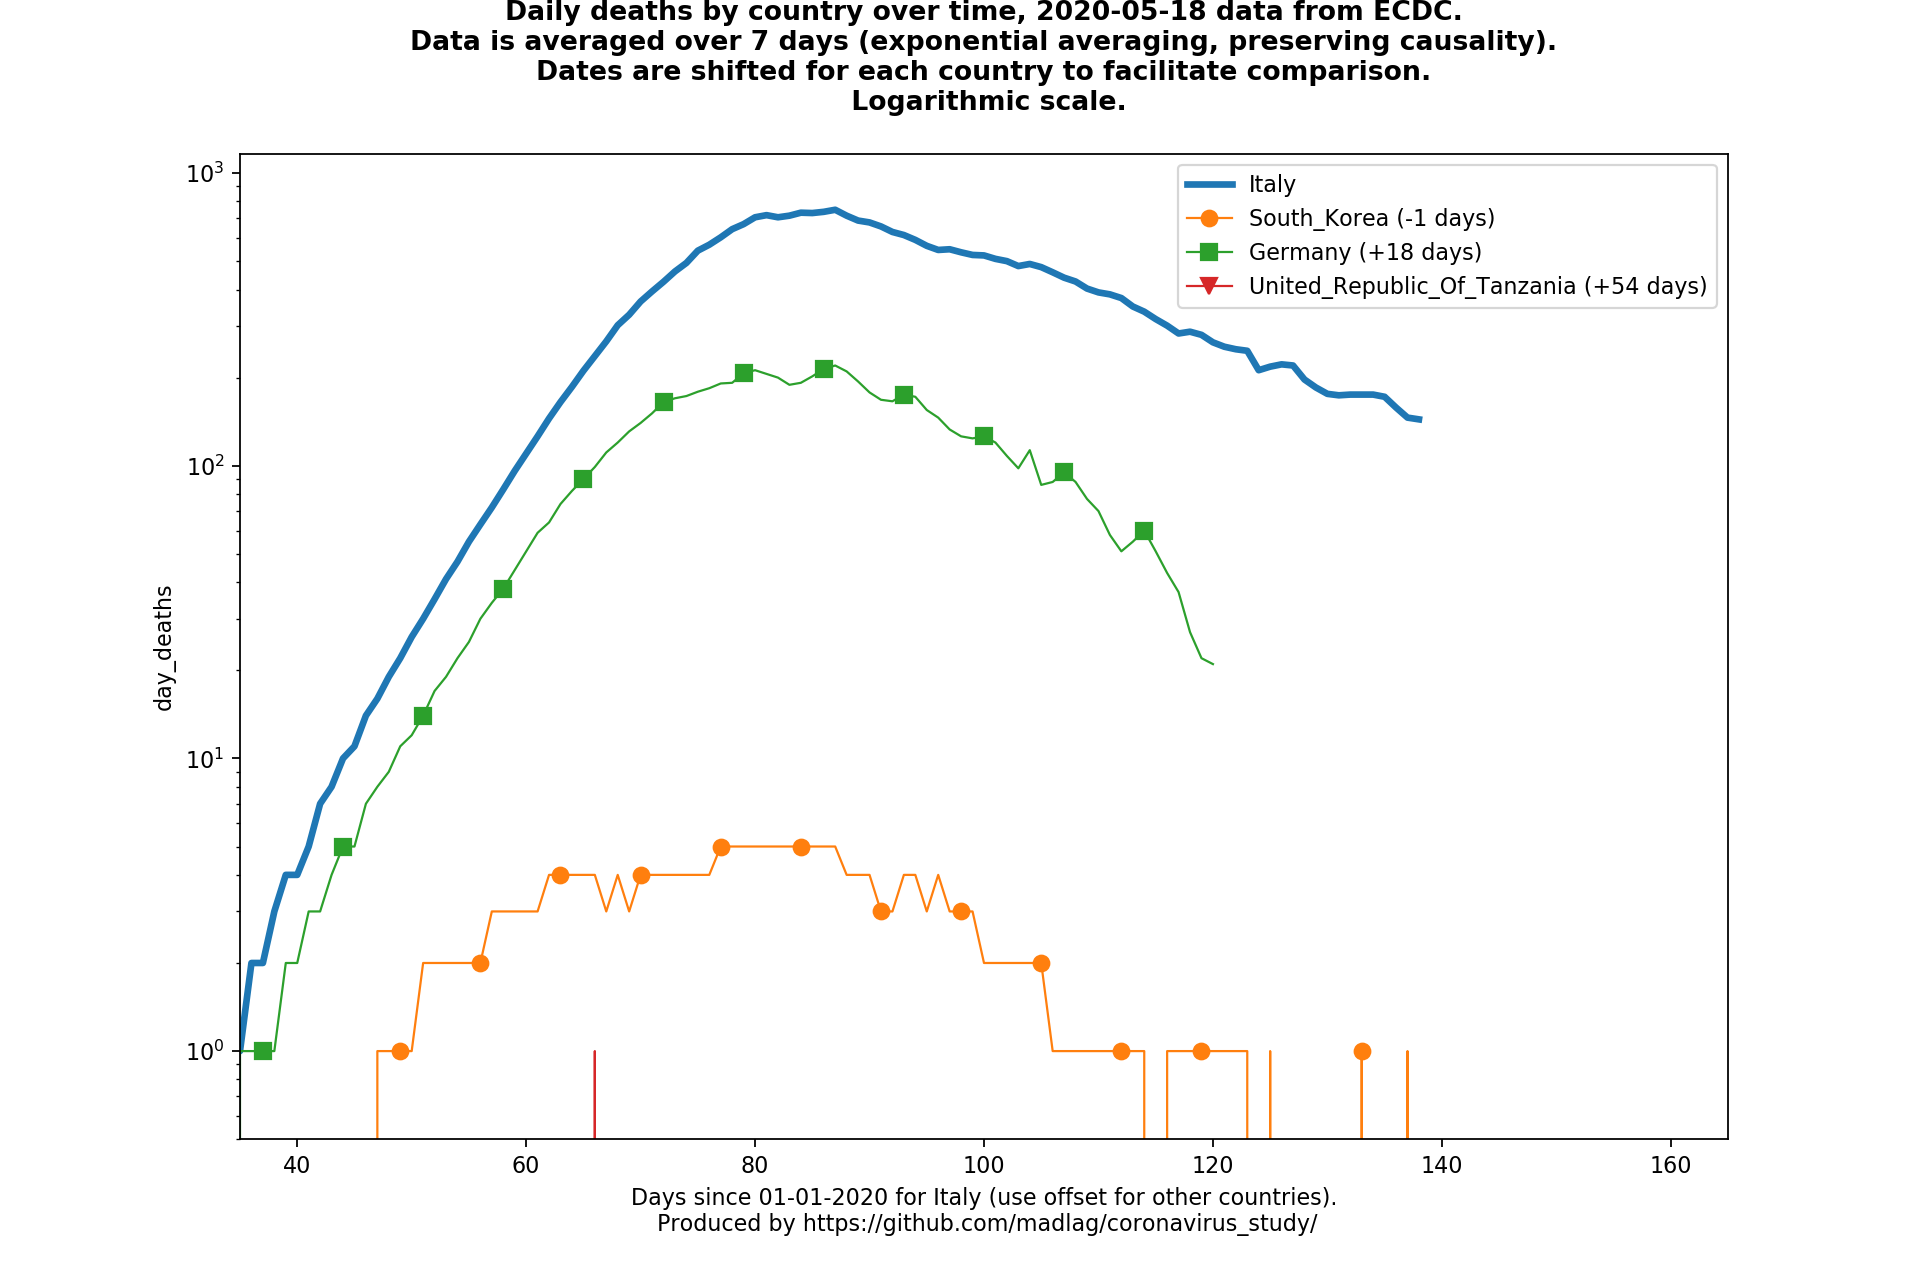 Daily deaths by country over time, 2020-05-18 data from ECDC.
Data is averaged over 7 days (exponential averaging, preserving causality).
Dates are shifted for each country to facilitate comparison.
Logarithmic scale.
10³
10²
10¹
10⁰
day_deaths
Italy
South_Korea (-1 days)
Germany (+18 days)
United_Republic_Of_Tanzania (+54 days)
40 60 80 100 120 140 160
Days since 01-01-2020 for Italy (use offset for other countries).
Produced by https://github.com/madlag/coronavirus_study/